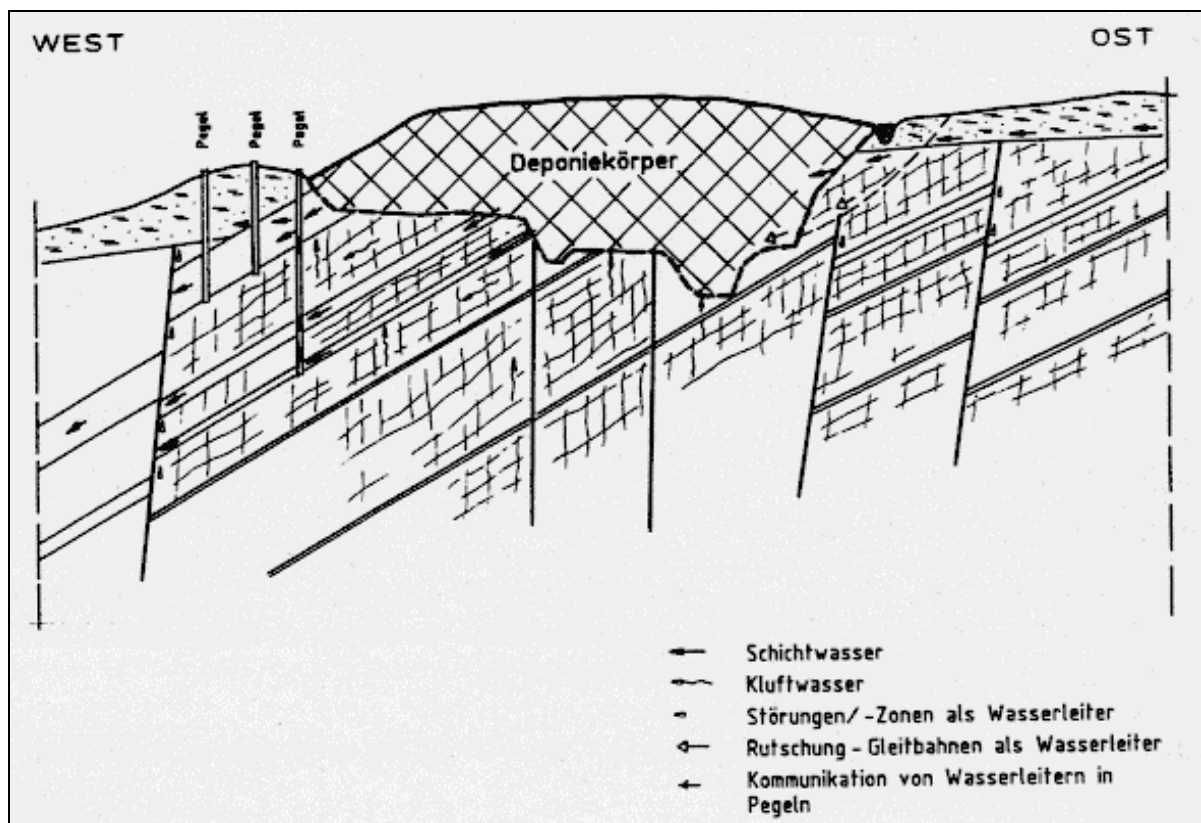 WEST
OST
Pegel
Pegel
Pegel
Deponiekörper
Schichtwasser
Kluftwasser
Störungen/-Zonen als Wasserleiter
Rutschung - Gleitbahnen als Wasserleiter
Kommunikation von Wasserleitern in
Pegeln